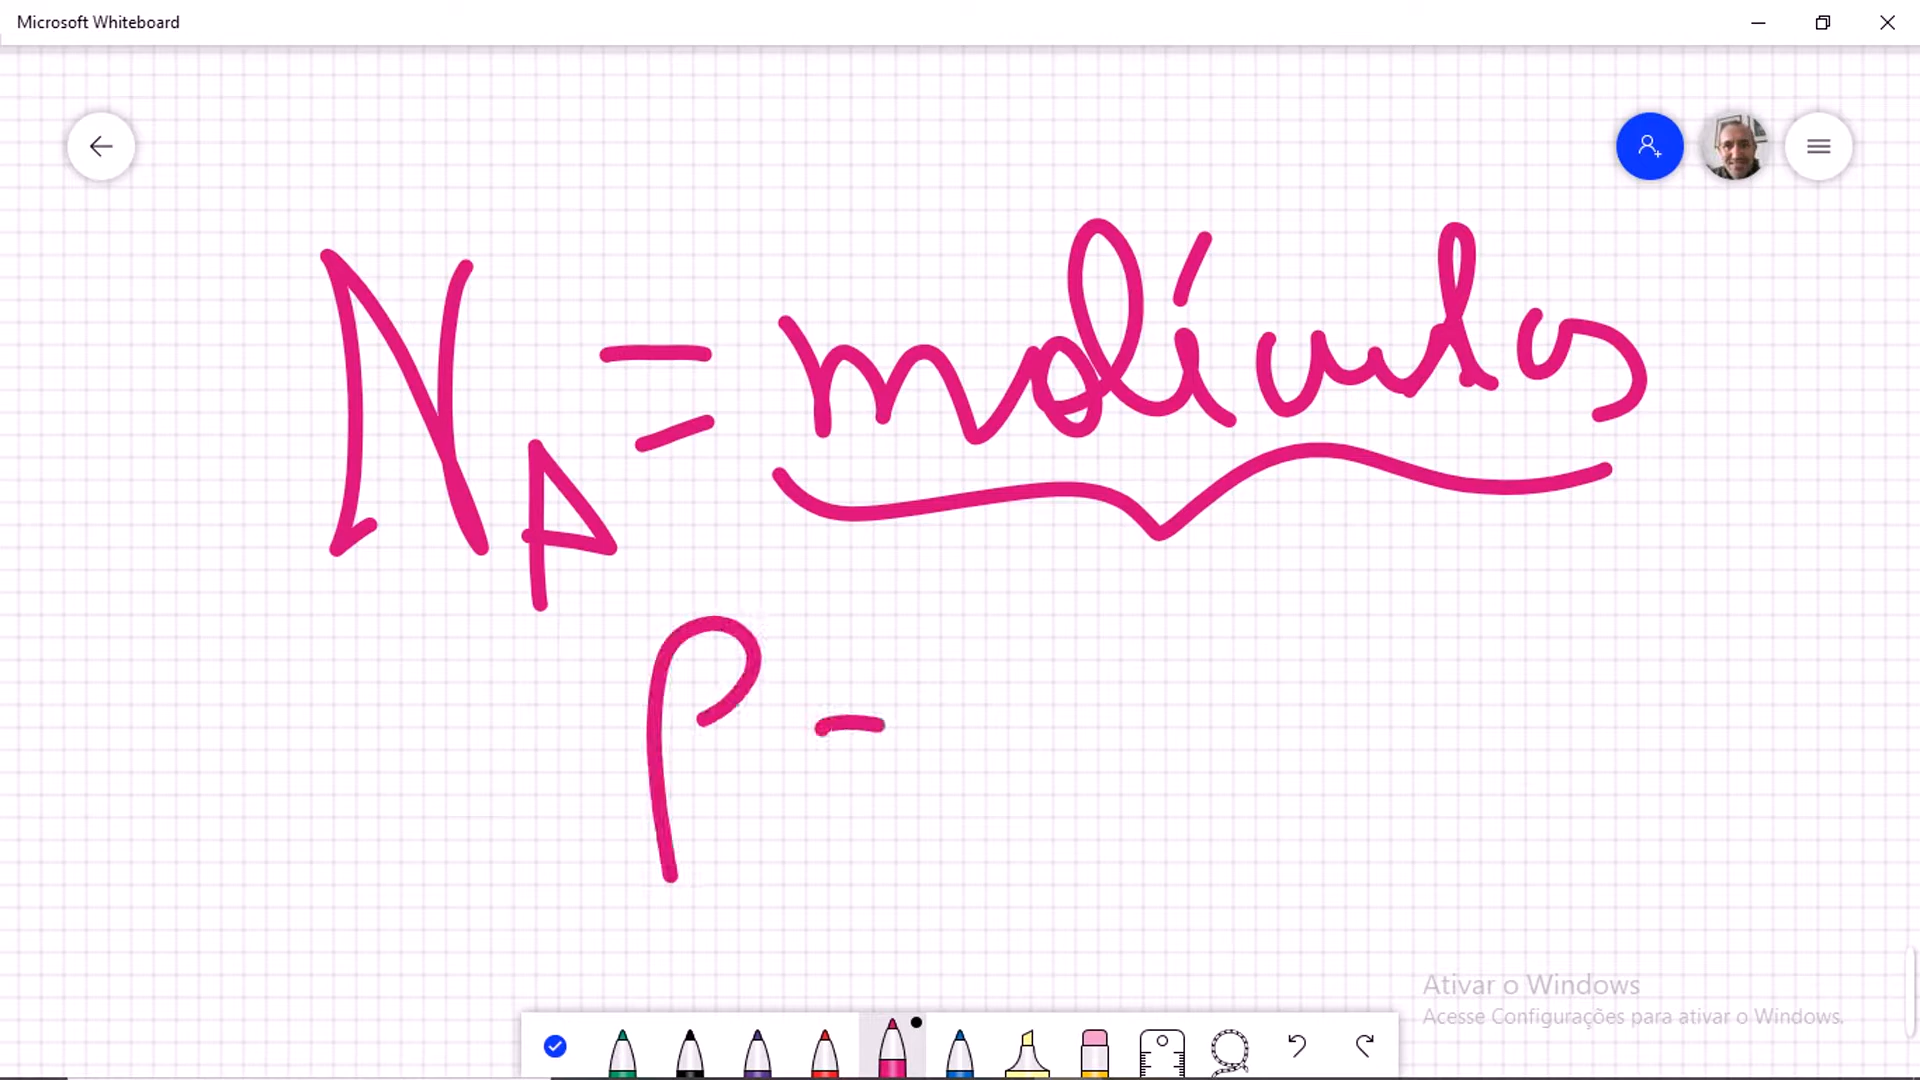 Microsoft Whiteboard
N_A = moléculas
P -
Ativar o Windows
Acesse Configurações para ativar o Windows.